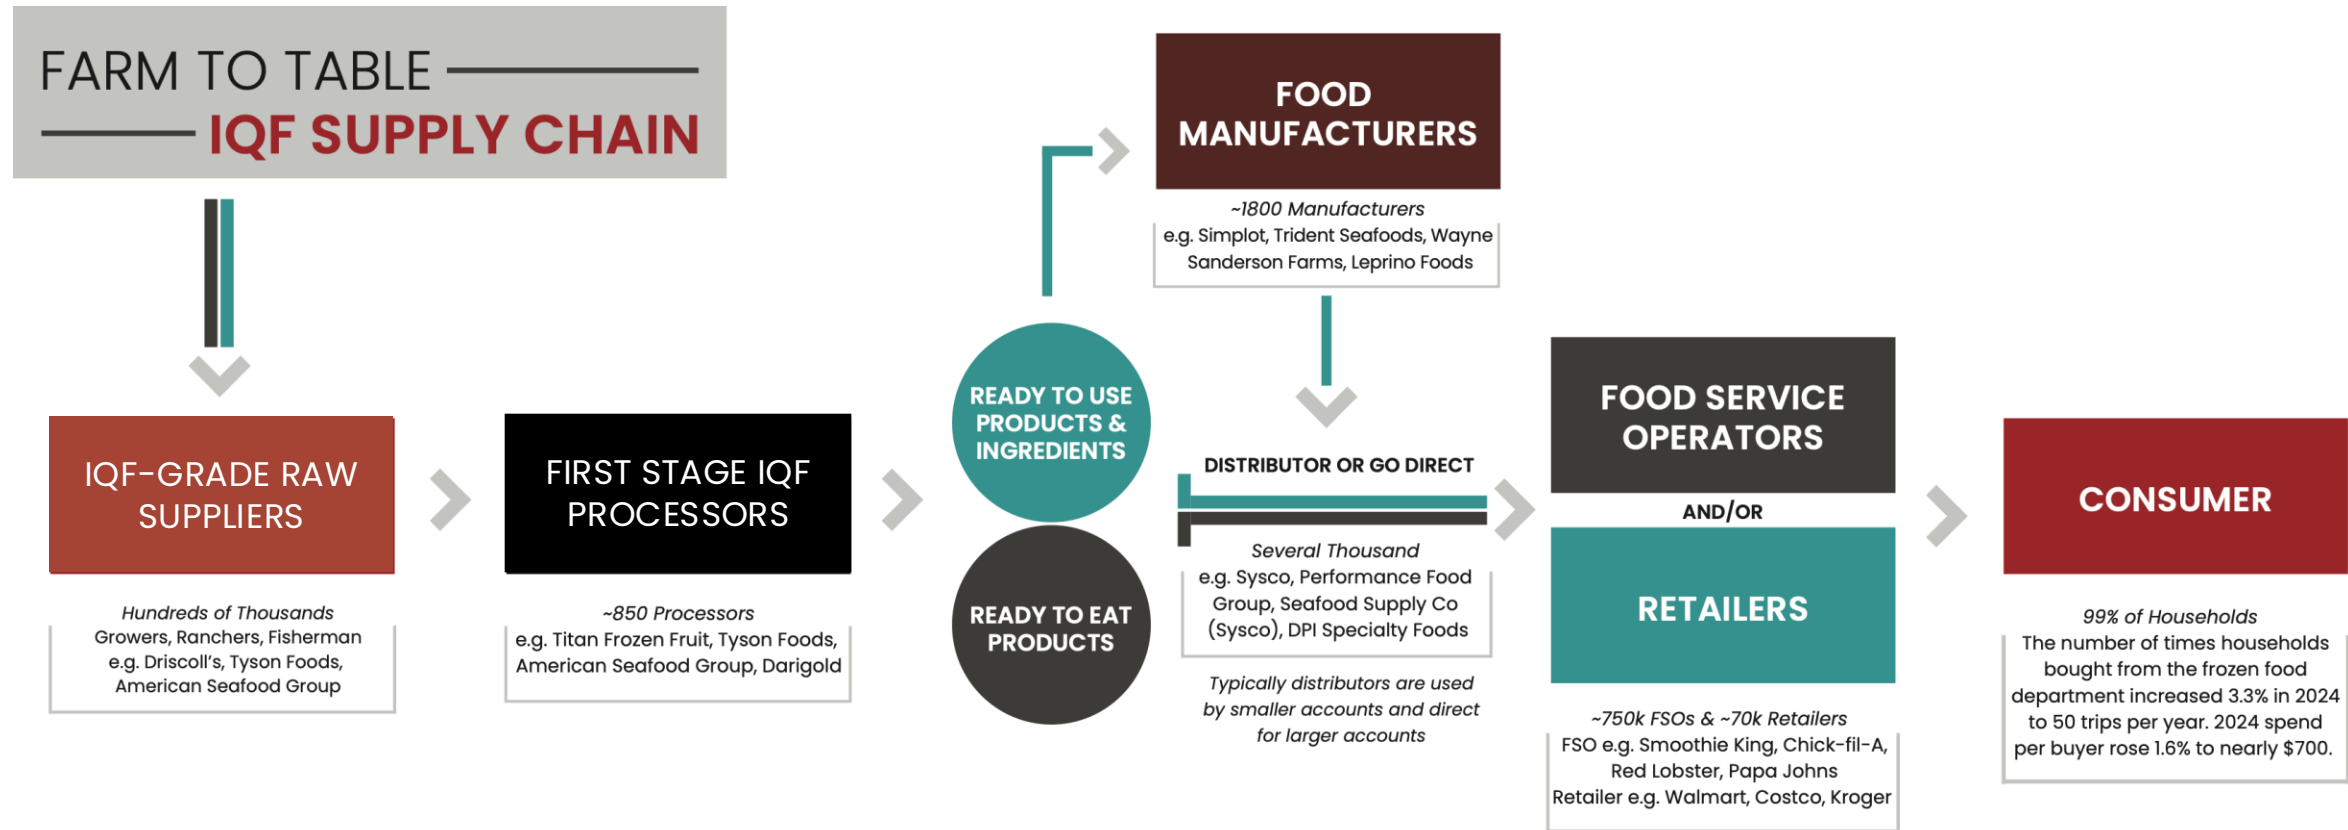 FARM TO TABLE
IQF SUPPLY CHAIN
IQF-GRADE RAW
SUPPLIERS
Hundreds of Thousands
Growers, Ranchers, Fisherman
e.g. Driscoll's, Tyson Foods,
American Seafood Group
FIRST STAGE IQF
PROCESSORS
~850 Processors
e.g. Titan Frozen Fruit, Tyson Foods,
American Seafood Group, Darigold
READY TO USE
PRODUCTS &
INGREDIENTS
READY TO EAT
PRODUCTS
FOOD
MANUFACTURERS
~1800 Manufacturers
e.g. Simplot, Trident Seafoods, Wayne
Sanderson Farms, Leprino Foods
DISTRIBUTOR OR GO DIRECT
Several Thousand
e.g. Sysco, Performance Food
Group, Seafood Supply Co
(Sysco), DPI Specialty Foods
Typically distributors are used
by smaller accounts and direct
for larger accounts
FOOD SERVICE
OPERATORS
AND/OR
RETAILERS
~750k FSOs & ~70k Retailers
FSO e.g. Smoothie King, Chick-fil-A,
Red Lobster, Papa Johns
Retailer e.g. Walmart, Costco, Kroger
CONSUMER
99% of Households
The number of times households
bought from the frozen food
department increased 3.3% in 2024
to 50 trips per year. 2024 spend
per buyer rose 1.6% to nearly $700.